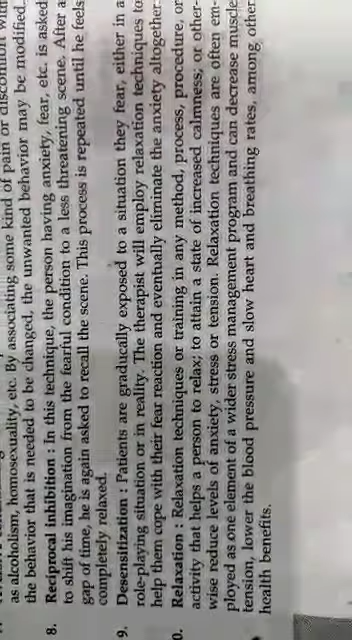 some kind of pain or discomfort with
as alcoholism, homosexuality, etc. By associating
the behavior that is needed to be changed, the unwanted behavior may be modified.
8. Reciprocal inhibition : In this technique, the person having anxiety, fear, etc. is asked
to shift his imagination from the fearful condition to a less threatening scene. After a
gap of time, he is again asked to recall the scene. This process is repeated until he feels
completely relaxed.
9. Desensitization : Patients are gradually exposed to a situation they fear, either in a
role-playing situation or in reality. The therapist will employ relaxation techniques to
help them cope with their fear reaction and eventually eliminate the anxiety altogether.
0. Relaxation : Relaxation techniques or training in any method, process, procedure, or
activity that helps a person to relax; to attain a state of increased calmness; or other-
wise reduce levels of anxiety, stress or tension. Relaxation techniques are often em-
ployed as one element of a wider stress management program and can decrease muscle
tension, lower the blood pressure and slow heart and breathing rates, among other
health benefits.